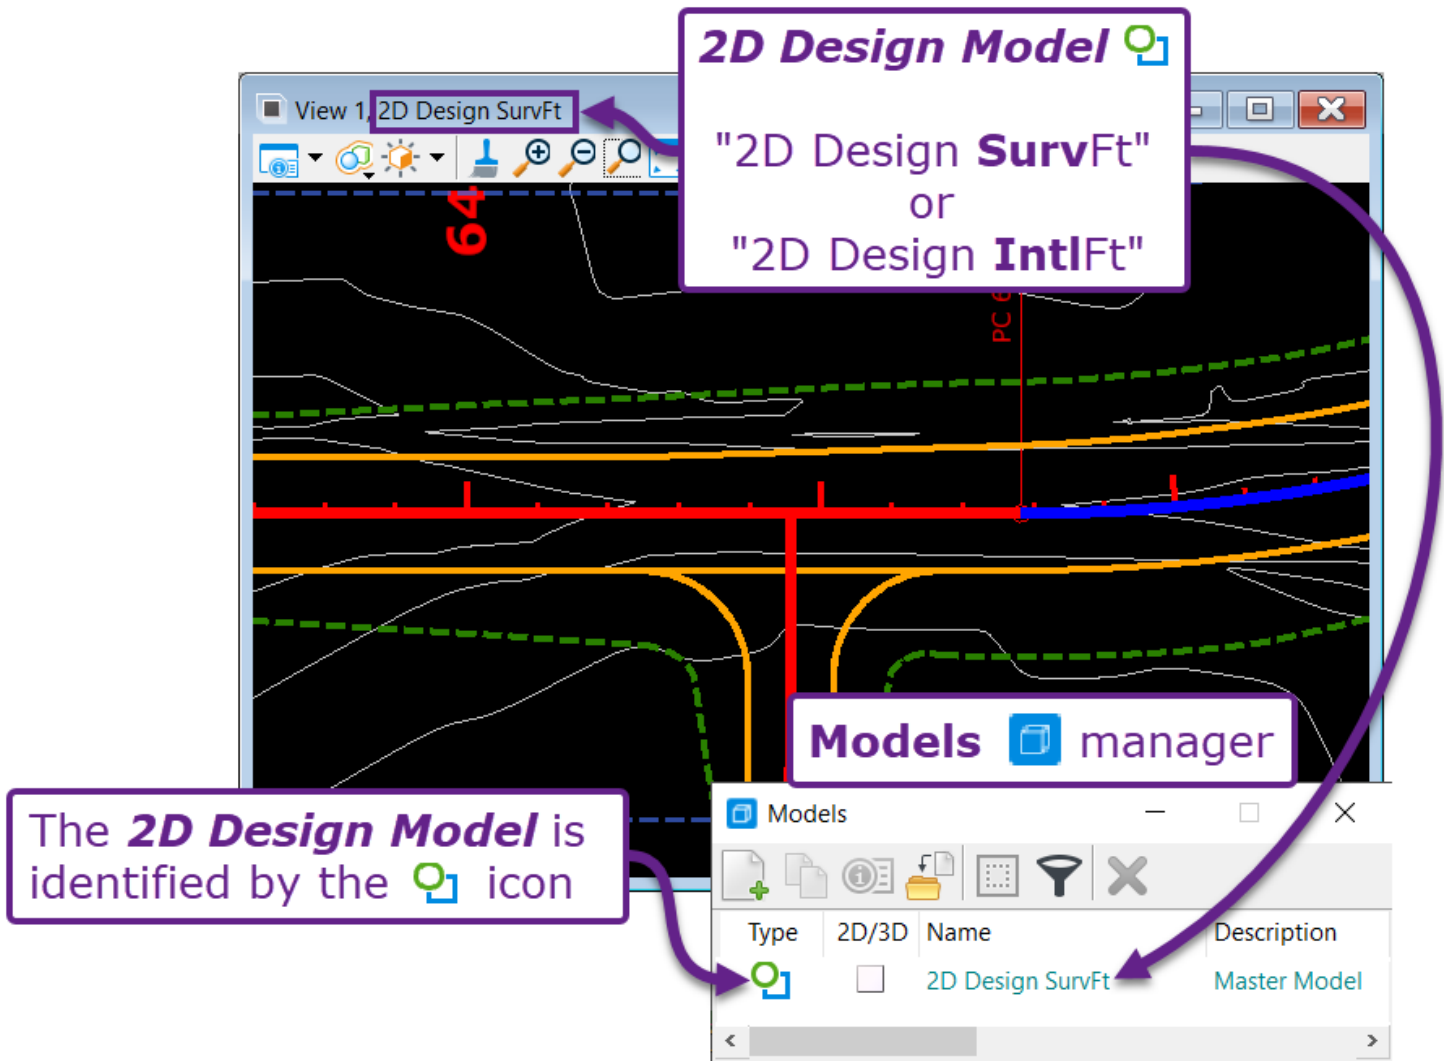 2D Design Model
"2D Design SurvFt"
or
"2D Design IntlFt"
View 1, 2D Design SurvFt
64
PC 6
Models manager
The 2D Design Model is
identified by the icon
Models
Type 2D/3D Name Description
2D Design SurvFt Master Model